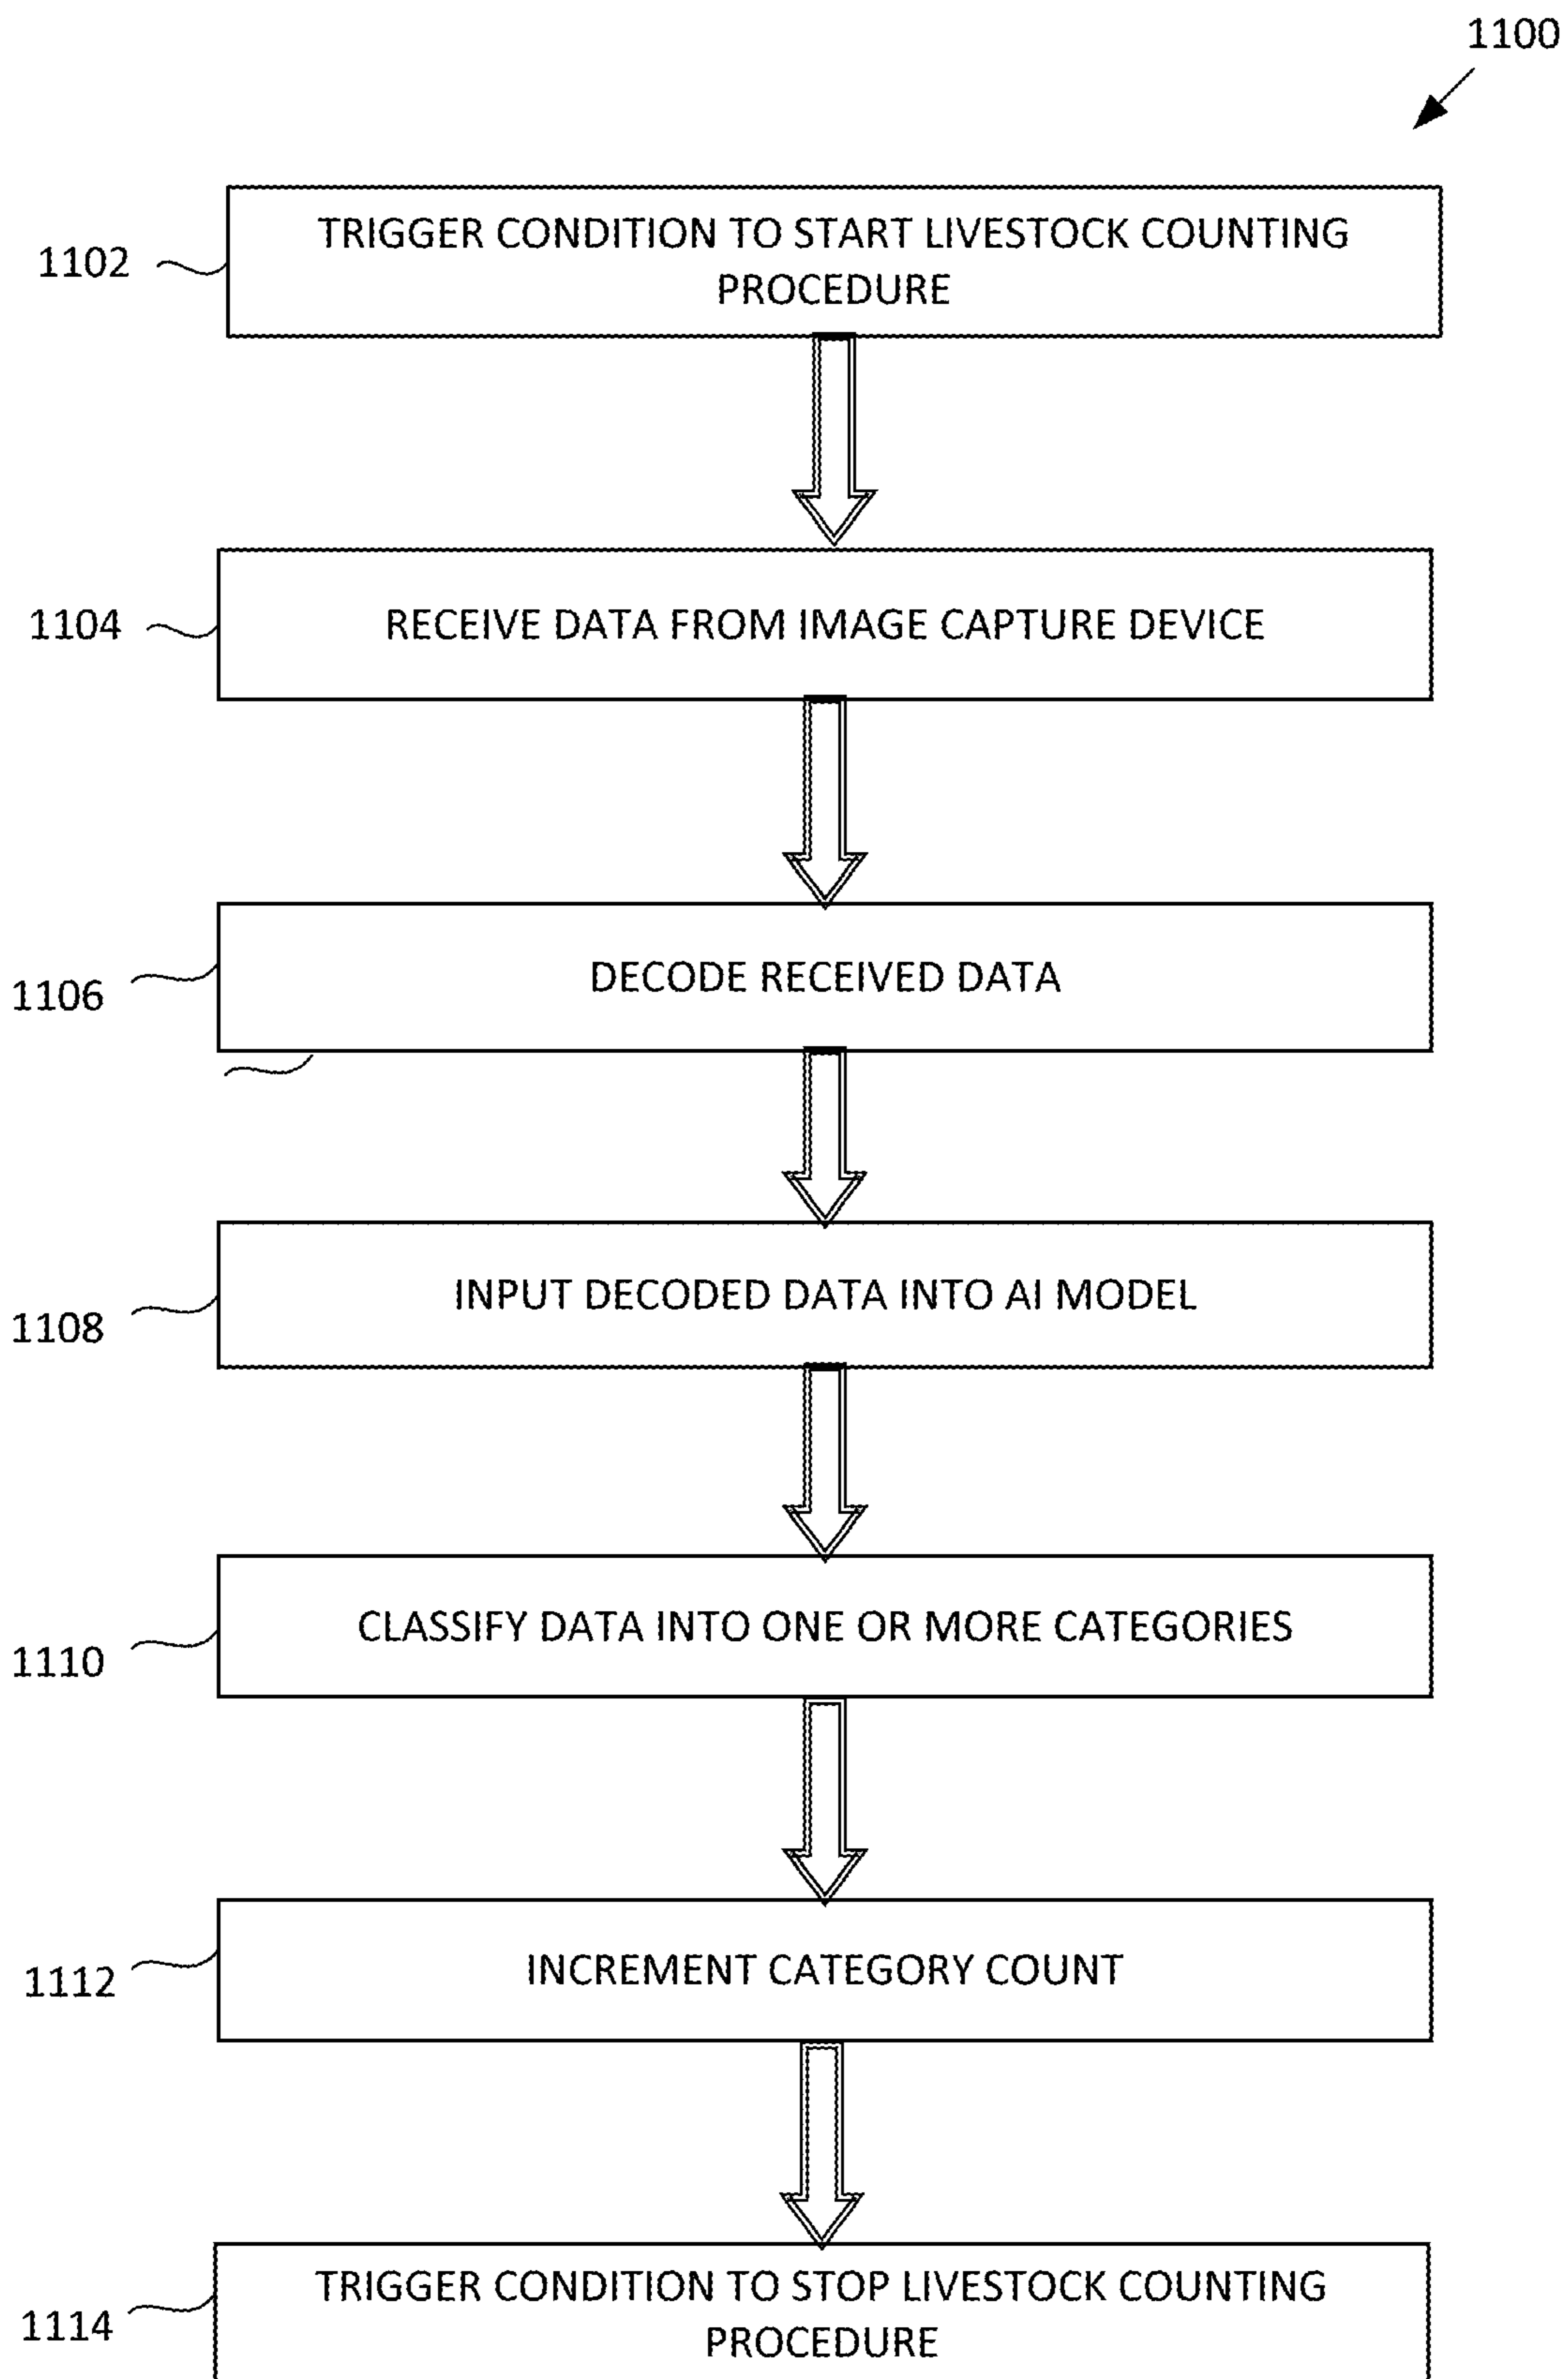 1100
TRIGGER CONDITION TO START LIVESTOCK COUNTING
PROCEDURE
1102
RECEIVE DATA FROM IMAGE CAPTURE DEVICE
1104
DECODE RECEIVED DATA
1106
INPUT DECODED DATA INTO AI MODEL
1108
CLASSIFY DATA INTO ONE OR MORE CATEGORIES
1110
INCREMENT CATEGORY COUNT
1112
TRIGGER CONDITION TO STOP LIVESTOCK COUNTING
PROCEDURE
1114